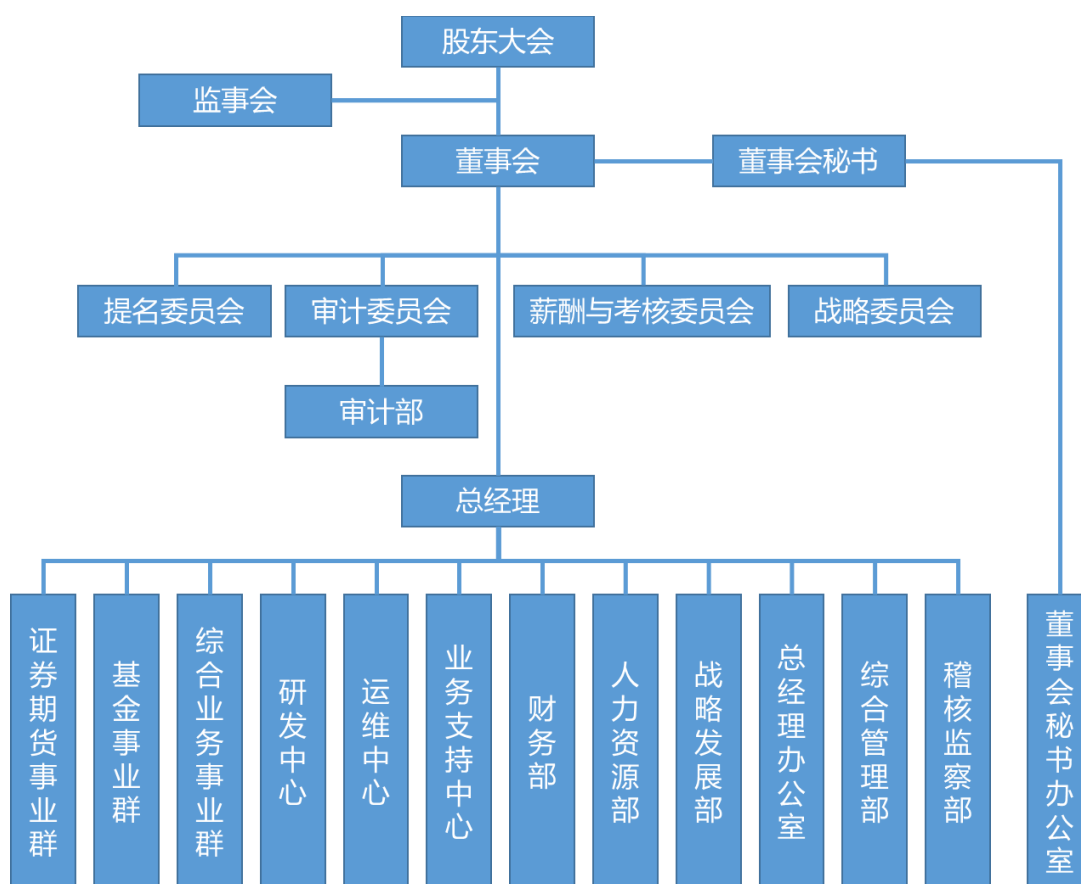 股东大会
监事会
董事会
董事会秘书
提名委员会
审计委员会
薪酬与考核委员会
战略委员会
审计部
总经理
证券期货事业群
基金事业群
综合业务事业群
研发中心
运维中心
业务支持中心
财务部
人力资源部
战略发展部
总经理办公室
综合管理部
稽核监察部
董事会秘书办公室